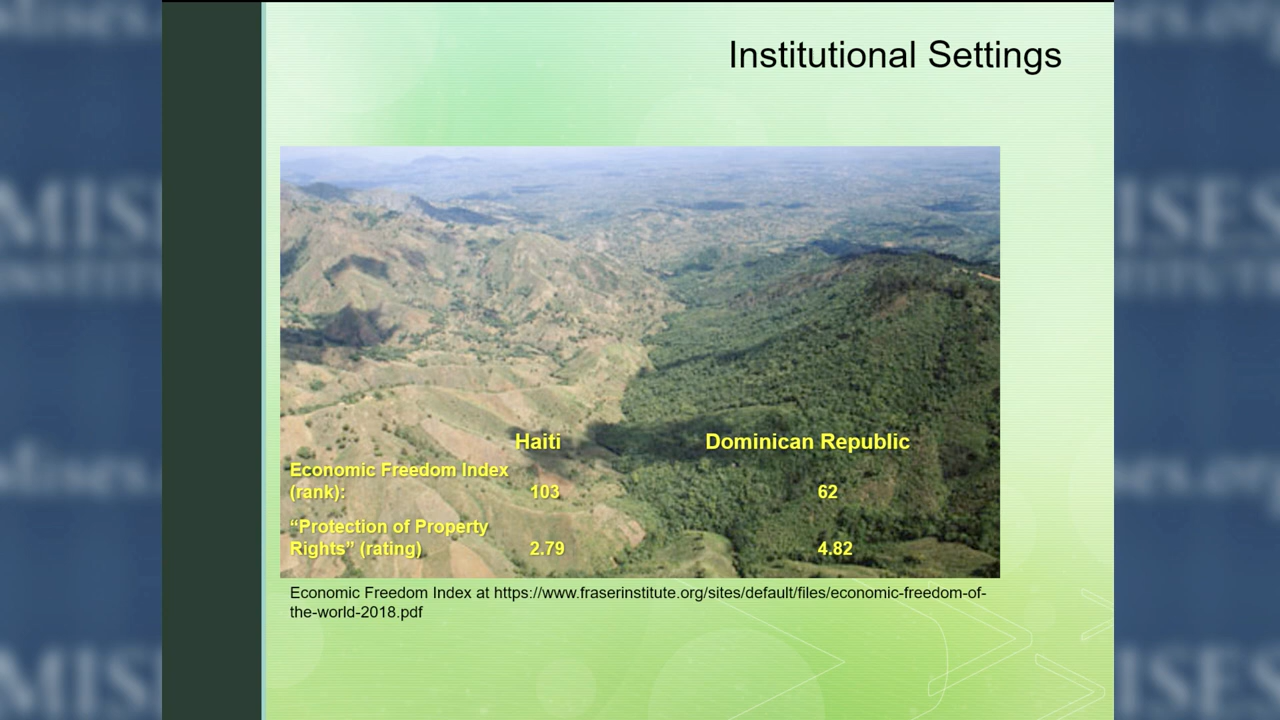 Institutional Settings
Haiti Dominican Republic
Economic Freedom Index
(rank): 103 62
“Protection of Property
Rights” (rating) 2.79 4.82
Economic Freedom Index at https://www.fraserinstitute.org/sites/default/files/economic-freedom-of-
the-world-2018.pdf